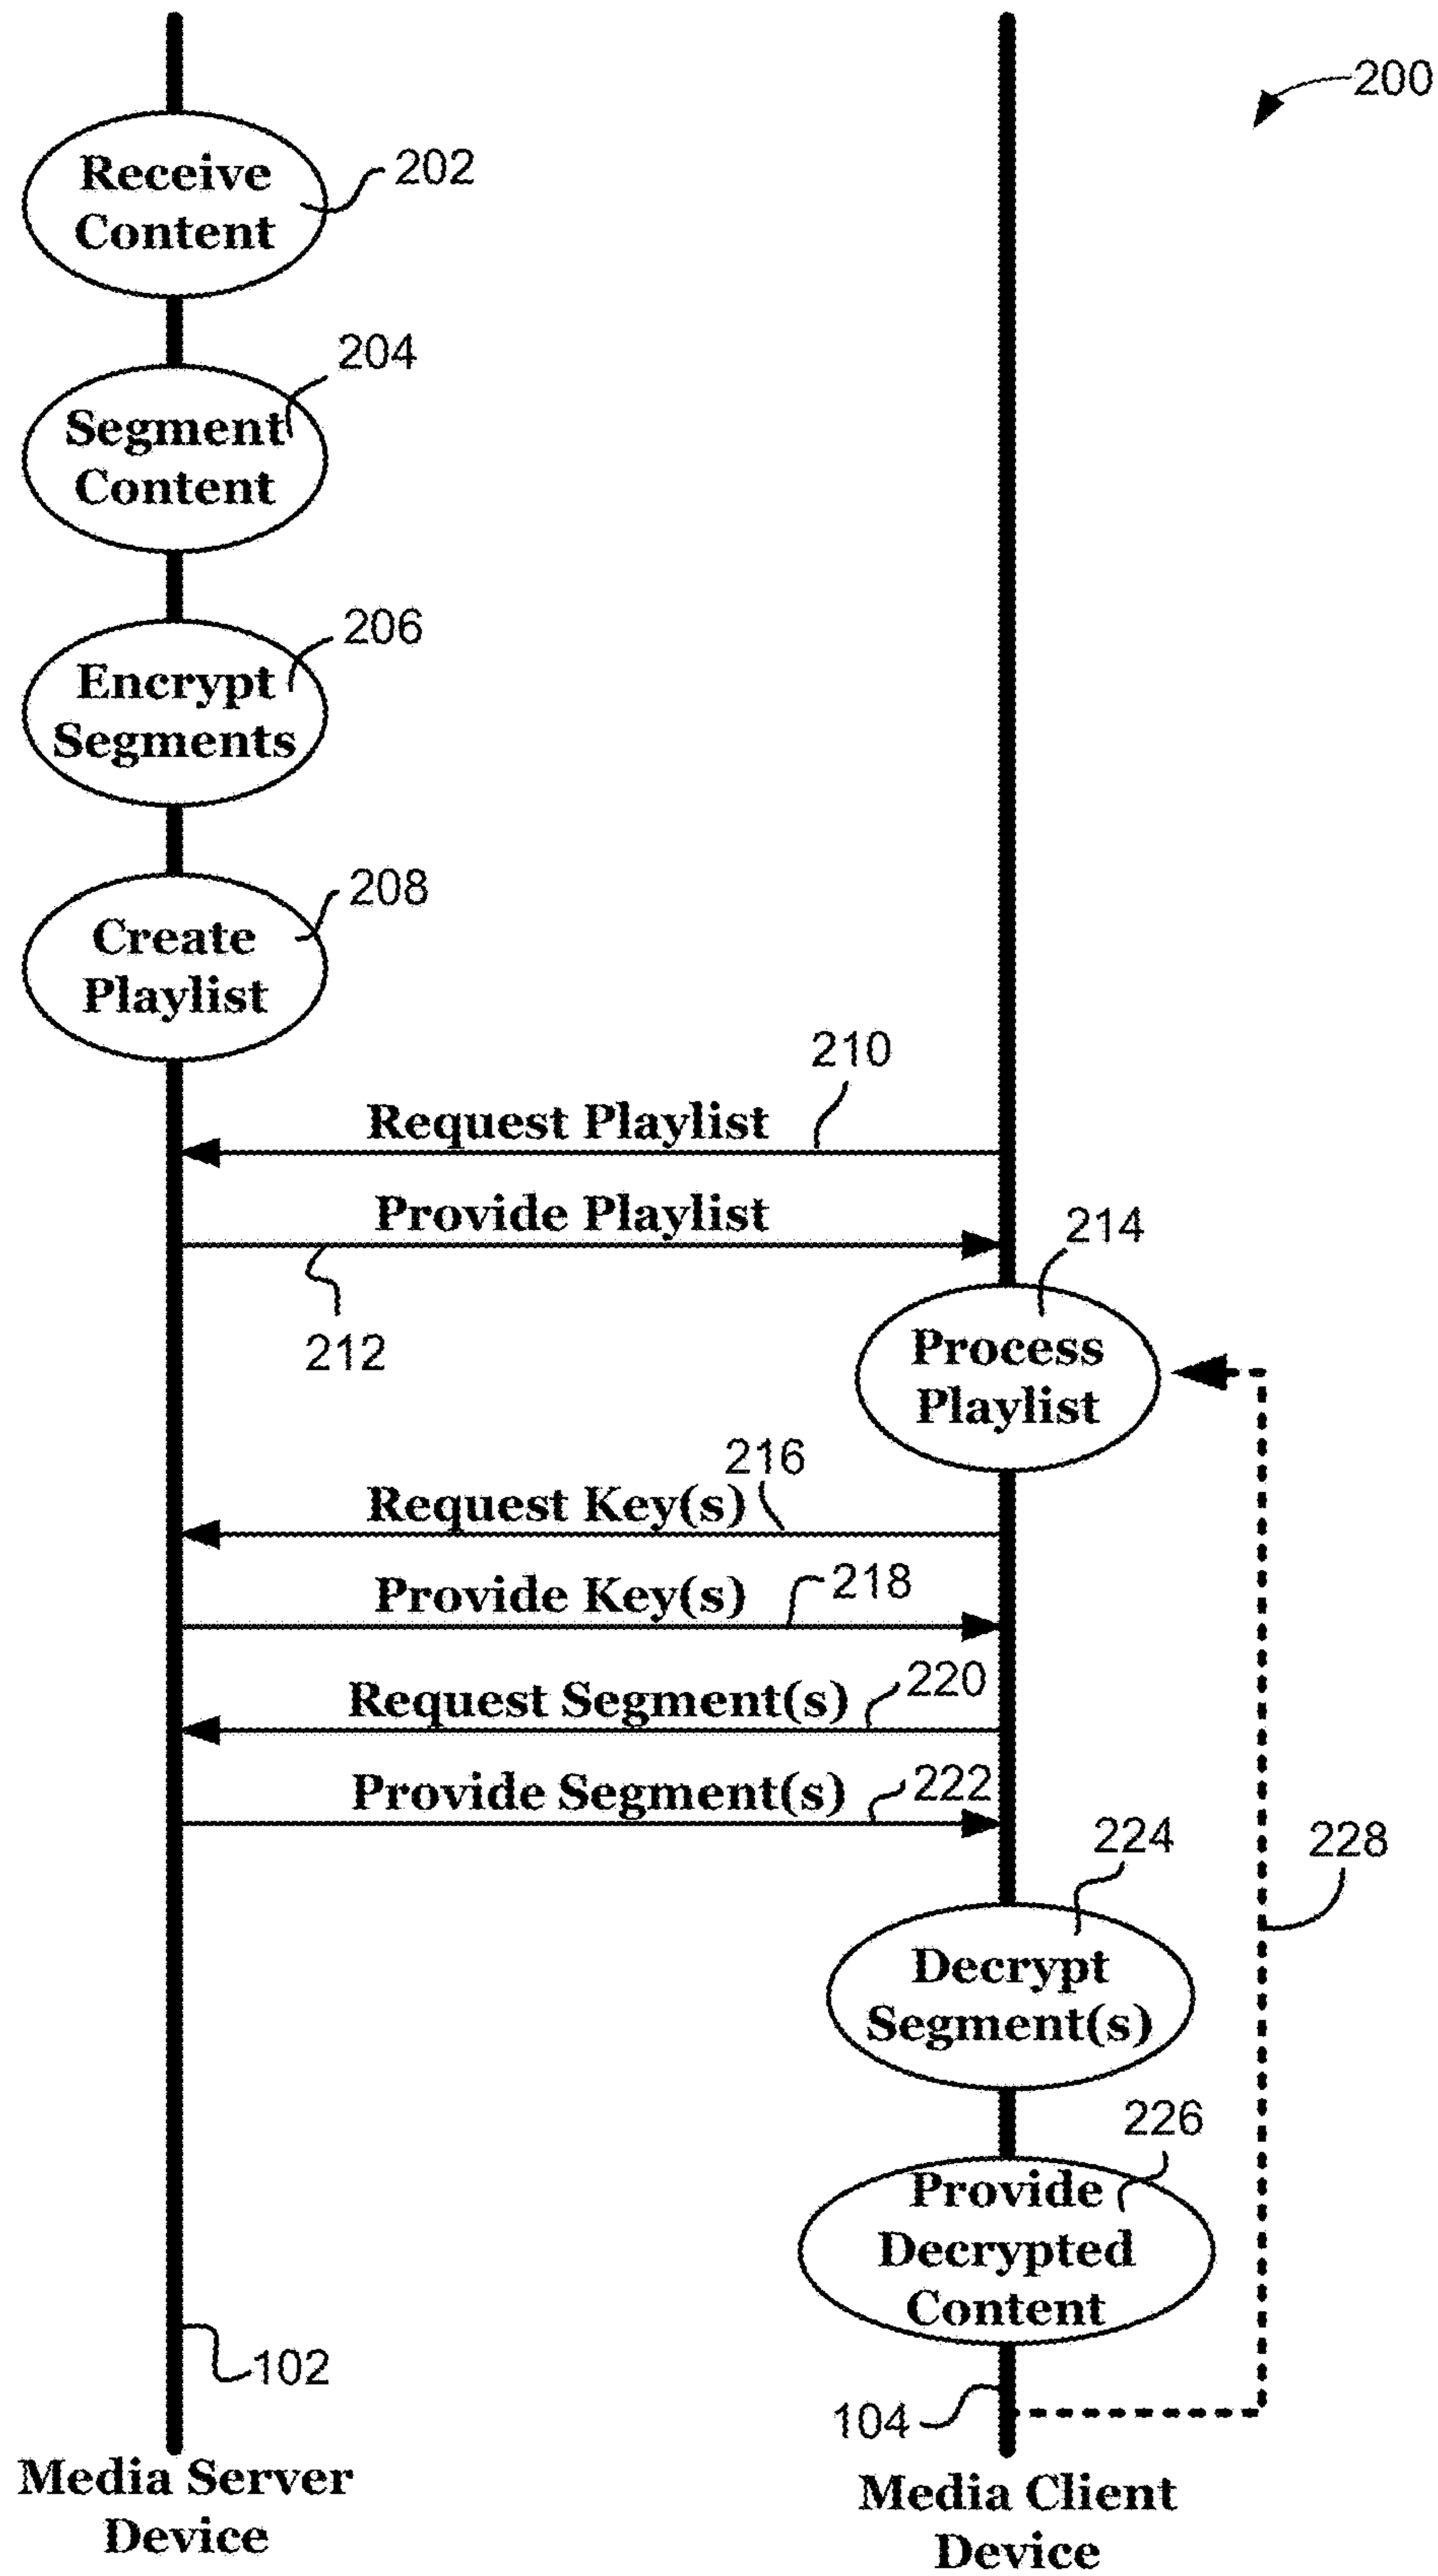 200
Receive
Content
202
204
Segment
Content
206
Encrypt
Segments
208
Create
Playlist
210
Request Playlist
Provide Playlist
212
214
Process
Playlist
216
Request Key(s)
Provide Key(s)
218
Request Segment(s)
220
Provide Segment(s)
222
224
228
Decrypt
Segment(s)
226
Provide
Decrypted
Content
102
104
Media Server
Device
Media Client
Device